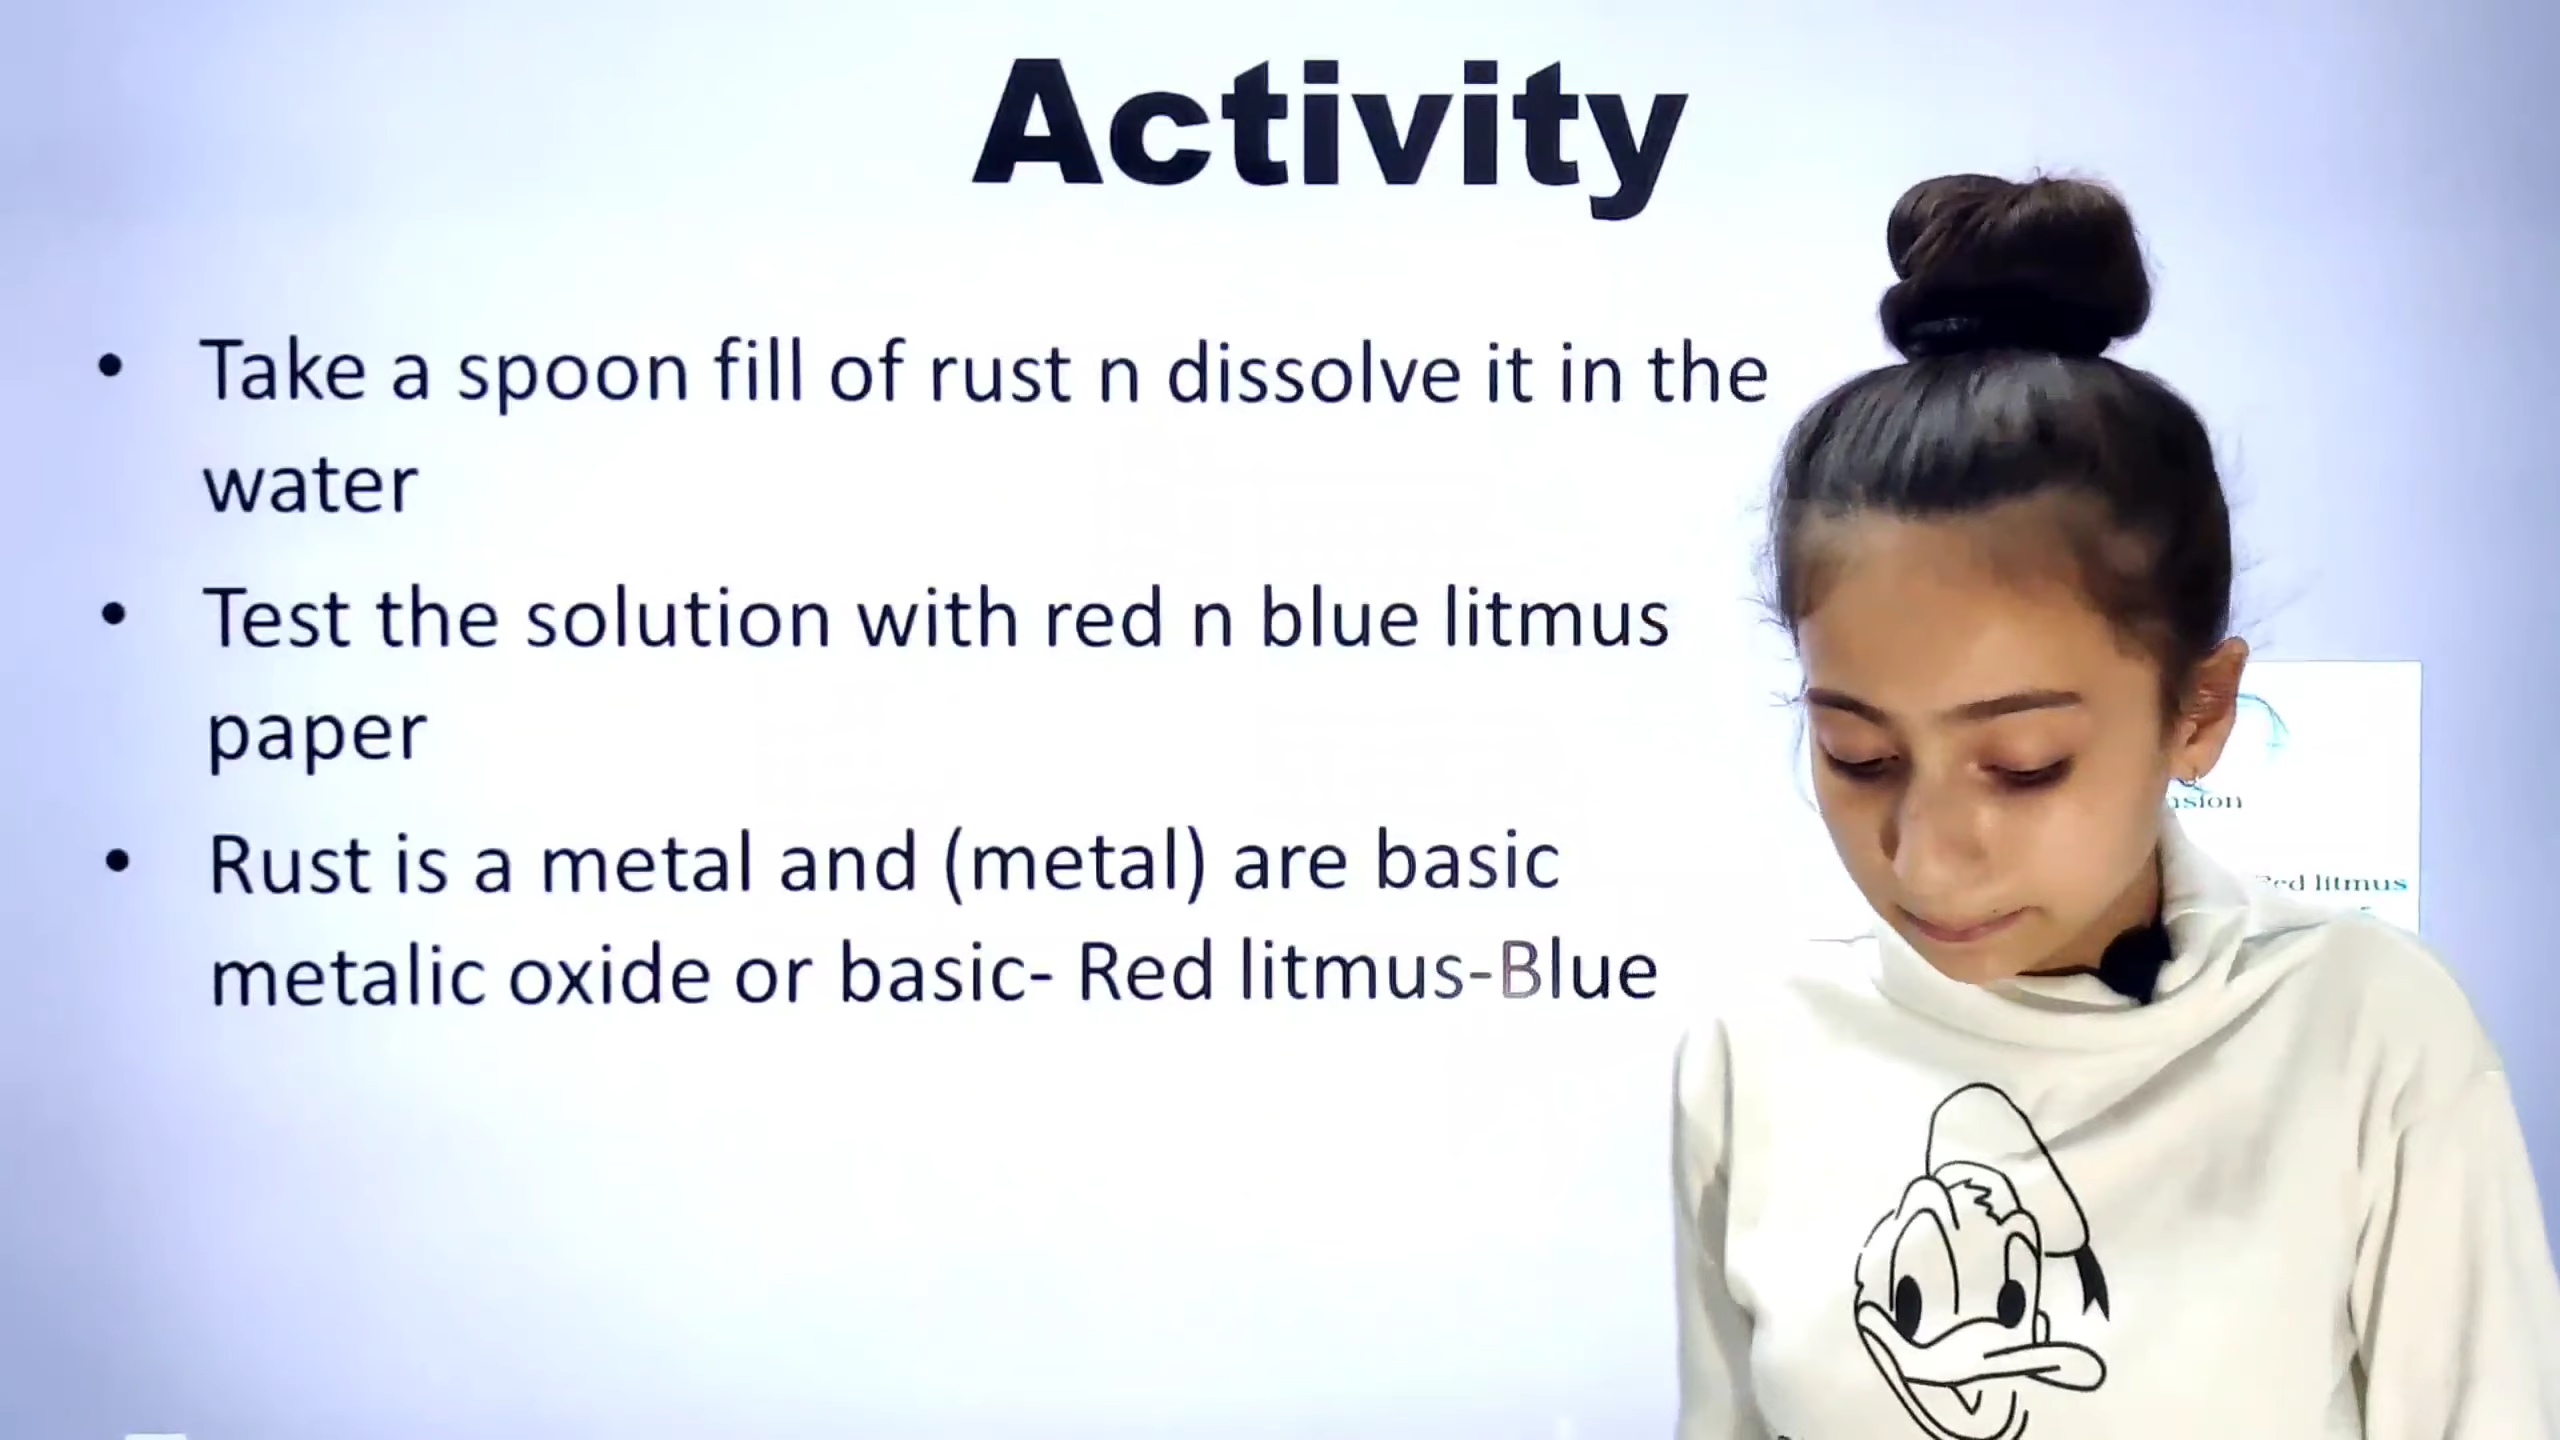 Activity
• Take a spoon fill of rust n dissolve it in the
water
• Test the solution with red n blue litmus
paper
• Rust is a metal and (metal) are basic
metalic oxide or basic- Red litmus-Blue
litmus